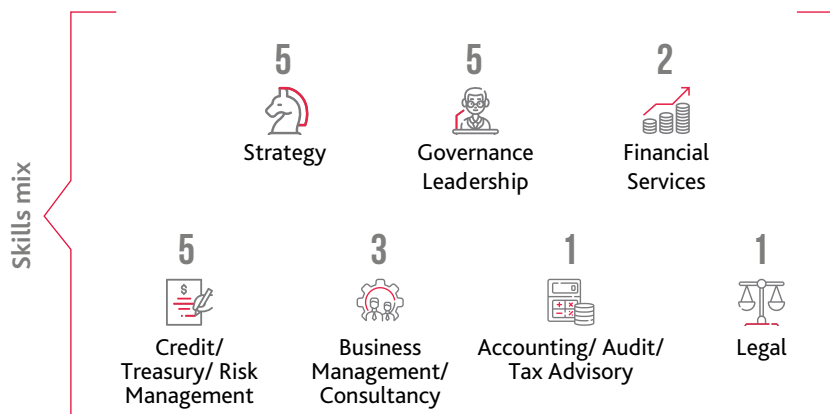 Skills mix
5
Strategy
5
Governance
Leadership
2
Financial
Services
5
$
Credit/
Treasury/ Risk
Management
3
Business
Management/
Consultancy
1
Accounting/ Audit/
Tax Advisory
1
Legal